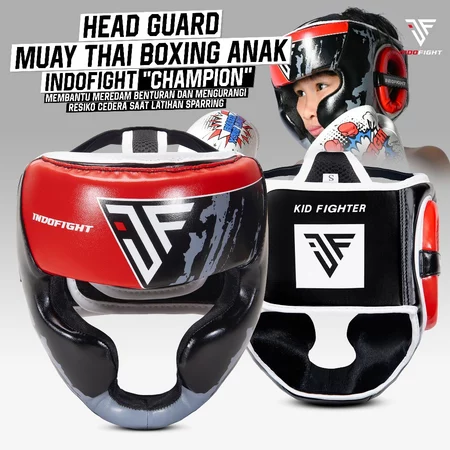 HEAD GUARD
MUAY THAI BOXING ANAK
INDOFIGHT "CHAMPION"
MEMBANTU MEREDAM BENTURAN DAN MENGURANGI
RESIKO CEDERA SAAT LATIHAN SPARRING
INDOFIGHT
INDOFIGHT
S
KID FIGHTER